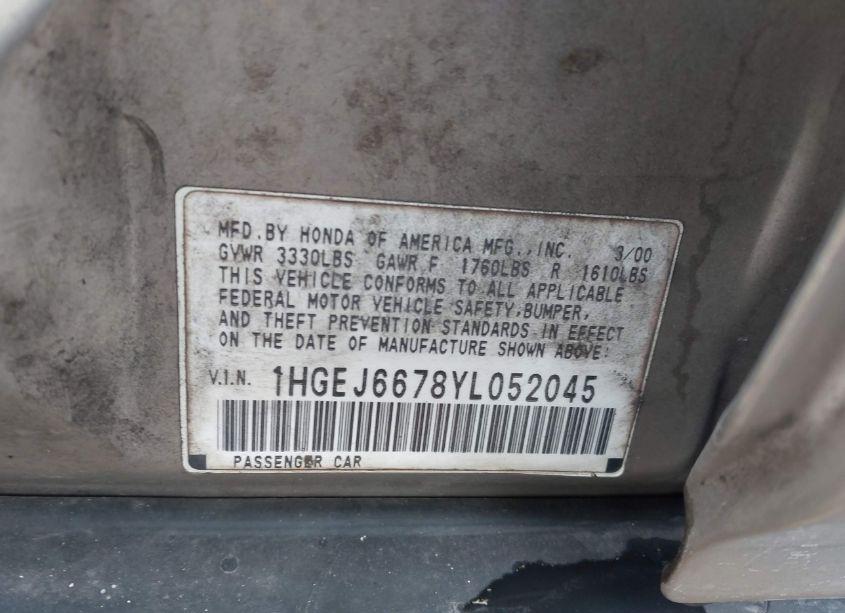 MFD. BY HONDA OF AMERICA MFG., INC. 3/00
GVWR 3330LBS GAWR F 1760LBS R 1610LBS
THIS VEHICLE CONFORMS TO ALL APPLICABLE
FEDERAL MOTOR VEHICLE SAFETY, BUMPER,
AND THEFT PREVENTION STANDARDS IN EFFECT
ON THE DATE OF MANUFACTURE SHOWN ABOVE:
V.I.N. 1HGEJ6678YL052045
PASSENGER CAR